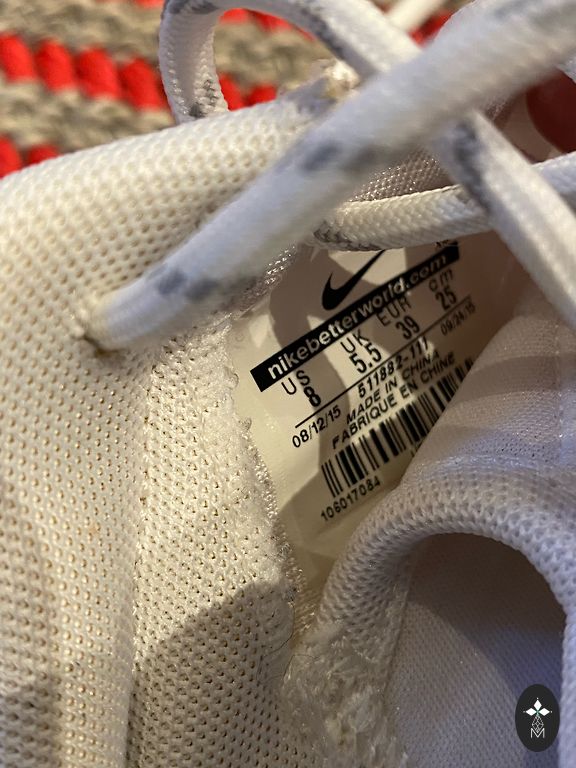 nikebetterworld.com
US UK EUR cm
8 5.5 39 25
08/12/15 511882-111 09/24/15
MADE IN CHINA
FABRIQUE EN CHINE
106017084
M